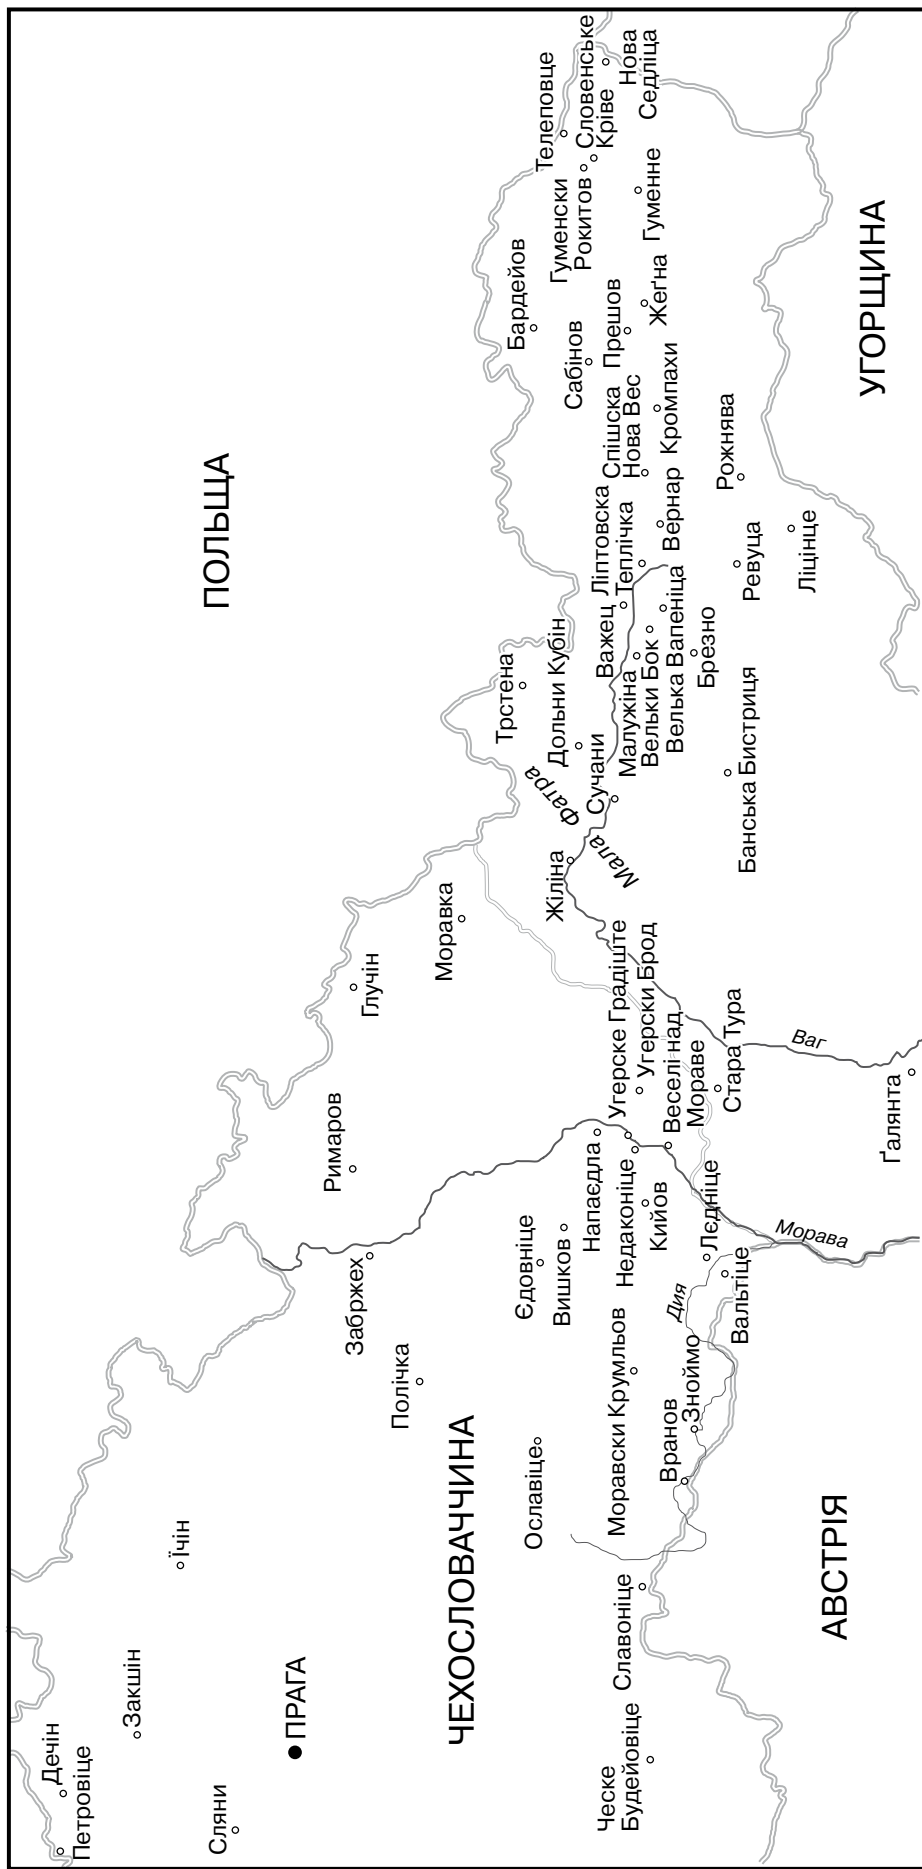 ПОЛЬЩА
ЧЕХОСЛОВАЧЧИНА
АВСТРІЯ
УГОРЩИНА
Дечін
Петровіце
Закшін
Сляни
ПРАГА
Їчін
Ческе
Будейовіце
Славоніце
Ославіце
Полічка
Забржех
Римаров
Глучін
Моравка
Єдовніце
Вишков
Моравски Крумльов
Вранов
Зноймо
Дия
Вальтіце
Лєдніце
Напаєдла
Недаконіце
Кийов
Угерске Градіште
Угерски Брод
Веселі над
Мораве
Стара Тура
Морава
Ваг
Ґалянта
Жіліна
Мала
Фатра
Сучани
Дольни Кубін
Трстена
Важец
Малужіна
Вельки Бок
Велька Вапеніца
Брезно
Банська Бистриця
Ліптовска
Тепліцка
Вернар
Спішска
Нова Вес
Кромпахи
Рожнява
Ревуца
Ліцінце
Сабінов
Прешов
Жеґна
Бардейов
Гуменски
Рокитов
Гуменне
Телеповце
Словенське
Кріве
Нова
Седліца